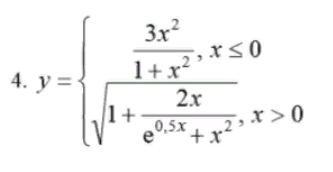 4. y = { 3x²/(1 + x²), x ≤ 0
√(1 + 2x/(e^0,5x + x²)), x > 0